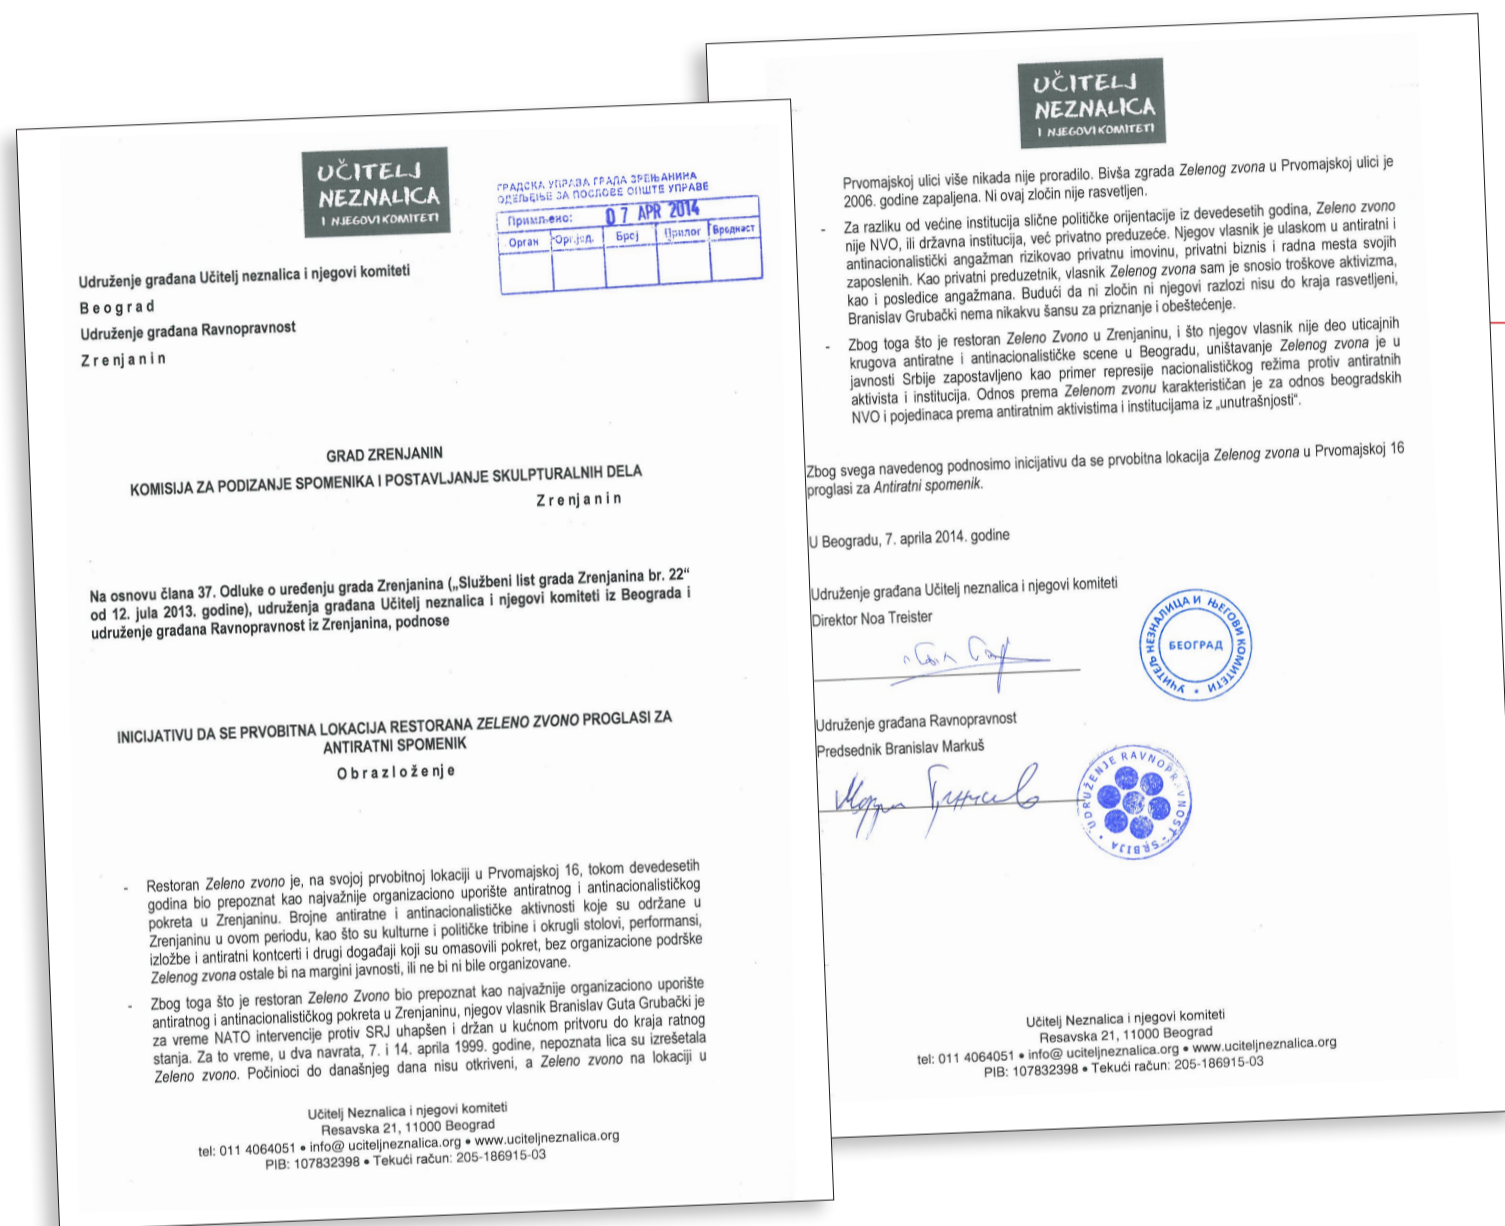 UČITELJ
NEZNALICA
I NJEGOVI KOMITETI
ГРАДСКА УПРАВА ГРАДА ЗРЕЊАНИНА
ОДЕЉЕЊЕ ЗА ПОСЛОВЕ ОПШТЕ УПРАВЕ
Примљено: 07 APR 2014
Орган Орг.јед. Број Прилог Вредност
Udruženje građana Učitelj neznalica i njegovi komiteti
B e o g r a d
Udruženje građana Ravnopravnost
Z r e nj a n i n
GRAD ZRENJANIN
KOMISIJA ZA PODIZANJE SPOMENIKA I POSTAVLJANJE SKULPTURALNIH DELA
Z r e nj a n i n
Na osnovu člana 37. Odluke o uređenju grada Zrenjanina („Službeni list grada Zrenjanina br. 22“
od 12. jula 2013. godine), udruženja građana Učitelj neznalica i njegovi komiteti iz Beograda i
udruženje građana Ravnopravnost iz Zrenjanina, podnose
INICIJATIVU DA SE PRVOBITNA LOKACIJA RESTORANA ZELENO ZVONO PROGLASI ZA
ANTIRATNI SPOMENIK
O b r a z l o ž e nj e
- Restoran Zeleno zvono je, na svojoj prvobitnoj lokaciji u Prvomajskoj 16, tokom devedesetih
godina bio prepoznat kao najvažnije organizaciono uporište antiratnog i antinacionalističkog
pokreta u Zrenjaninu. Brojne antiratne i antinacionalističke aktivnosti koje su održane u
Zrenjaninu u ovom periodu, kao što su kulturne i političke tribine i okrugli stolovi, performansi,
izložbe i antiratni kontcerti i drugi događaji koji su omasovili pokret, bez organizacione podrške
Zelenog zvona ostale bi na margini javnosti, ili ne bi ni bile organizovane.
- Zbog toga što je restoran Zeleno Zvono bio prepoznat kao najvažnije organizaciono uporište
antiratnog i antinacionalističkog pokreta u Zrenjaninu, njegov vlasnik Branislav Guta Grubački je
za vreme NATO intervencije protiv SRJ uhapšen i držan u kućnom pritvoru do kraja ratnog
stanja. Za to vreme, u dva navrata, 7. i 14. aprila 1999. godine, nepoznata lica su izrešetala
Zeleno zvono. Počinioci do današnjeg dana nisu otkriveni, a Zeleno zvono na lokaciji u
Učitelj Neznalica i njegovi komiteti
Resavska 21, 11000 Beograd
tel: 011 4064051 • info@ uciteljneznalica.org • www.uciteljneznalica.org
PIB: 107832398 • Tekući račun: 205-186915-03
UČITELJ
NEZNALICA
I NJEGOVI KOMITETI
Prvomajskoj ulici više nikada nije proradilo. Bivša zgrada Zelenog zvona u Prvomajskoj ulici je
2006. godine zapaljena. Ni ovaj zločin nije rasvetljen.
- Za razliku od većine institucija slične političke orijentacije iz devedesetih godina, Zeleno zvono
nije NVO, ili državna institucija, već privatno preduzeće. Njegov vlasnik je ulaskom u antiratni i
antinacionalistički angažman rizikovao privatnu imovinu, privatni biznis i radna mesta svojih
zaposlenih. Kao privatni preduzetnik, vlasnik Zelenog zvona sam je snosio troškove aktivizma,
kao i posledice angažmana. Budući da ni zločin ni njegovi razlozi nisu do kraja rasvetljeni,
Branislav Grubački nema nikakvu šansu za priznanje i obeštećenje.
- Zbog toga što je restoran Zeleno Zvono u Zrenjaninu, i što njegov vlasnik nije deo uticajnih
krugova antiratne i antinacionalističke scene u Beogradu, uništavanje Zelenog zvona je u
javnosti Srbije zapostavljeno kao primer represije nacionalističkog režima protiv antiratnih
aktivista i institucija. Odnos prema Zelenom zvonu karakterističan je za odnos beogradskih
NVO i pojedinaca prema antiratnim aktivistima i institucijama iz „unutrašnjosti“.
Zbog svega navedenog podnosimo inicijativu da se prvobitna lokacija Zelenog zvona u Prvomajskoj 16
proglasi za Antiratni spomenik.
U Beogradu, 7. aprila 2014. godine
Udruženje građana Učitelj neznalica i njegovi komiteti
Direktor Noa Treister
УЧИТЕЉ НЕЗНАЛИЦА И ЊЕГОВИ КОМИТЕТИ
БЕОГРАД
Udruženje građana Ravnopravnost
Predsednik Branislav Markuš
UDRUŽENJE RAVNOPRAVNOST - SRBIJA
Učitelj Neznalica i njegovi komiteti
Resavska 21, 11000 Beograd
tel: 011 4064051 • info@ uciteljneznalica.org • www.uciteljneznalica.org
PIB: 107832398 • Tekući račun: 205-186915-03